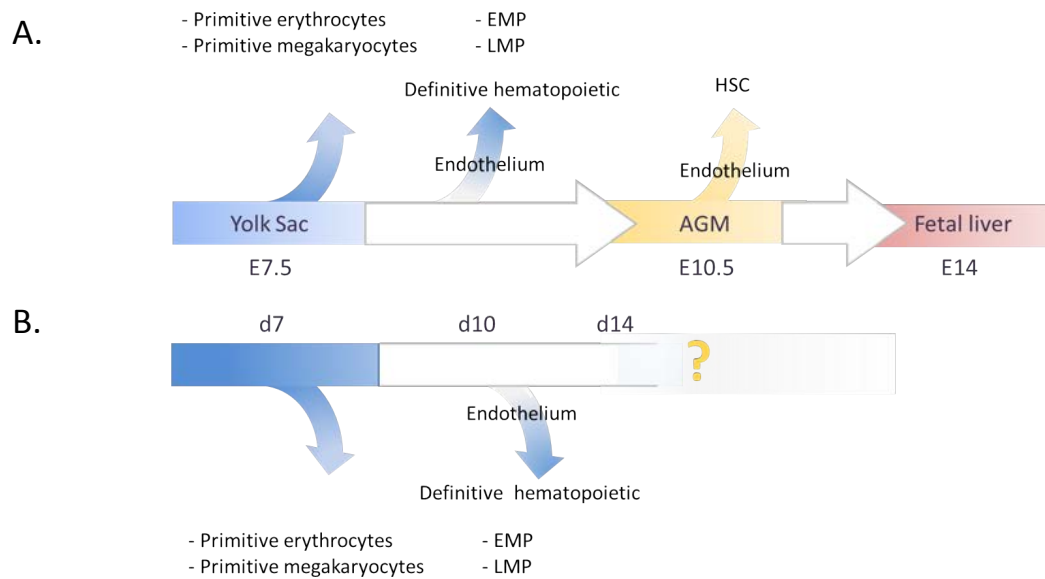 A.
- Primitive erythrocytes - EMP
- Primitive megakaryocytes - LMP
Definitive hematopoietic HSC
Endothelium Endothelium
Yolk Sac AGM Fetal liver
E7.5 E10.5 E14
B.
d7 d10 d14
?
Endothelium
Definitive hematopoietic
- Primitive erythrocytes - EMP
- Primitive megakaryocytes - LMP